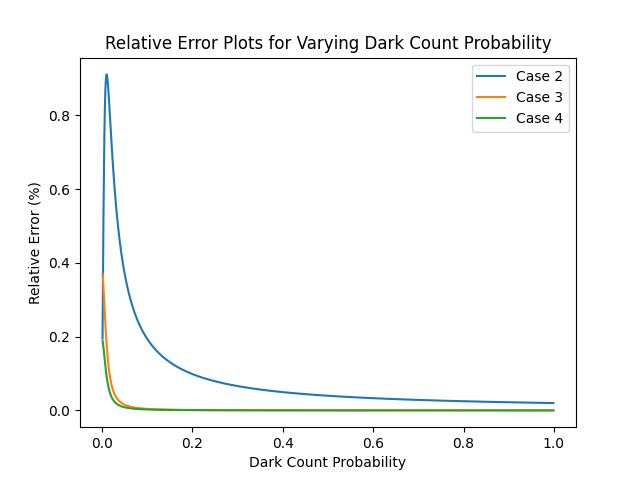 Relative Error Plots for Varying Dark Count Probability
Case 2
Case 3
Case 4
0.8
0.6
0.4
0.2
0.0
Relative Error (%)
0.0 0.2 0.4 0.6 0.8 1.0
Dark Count Probability